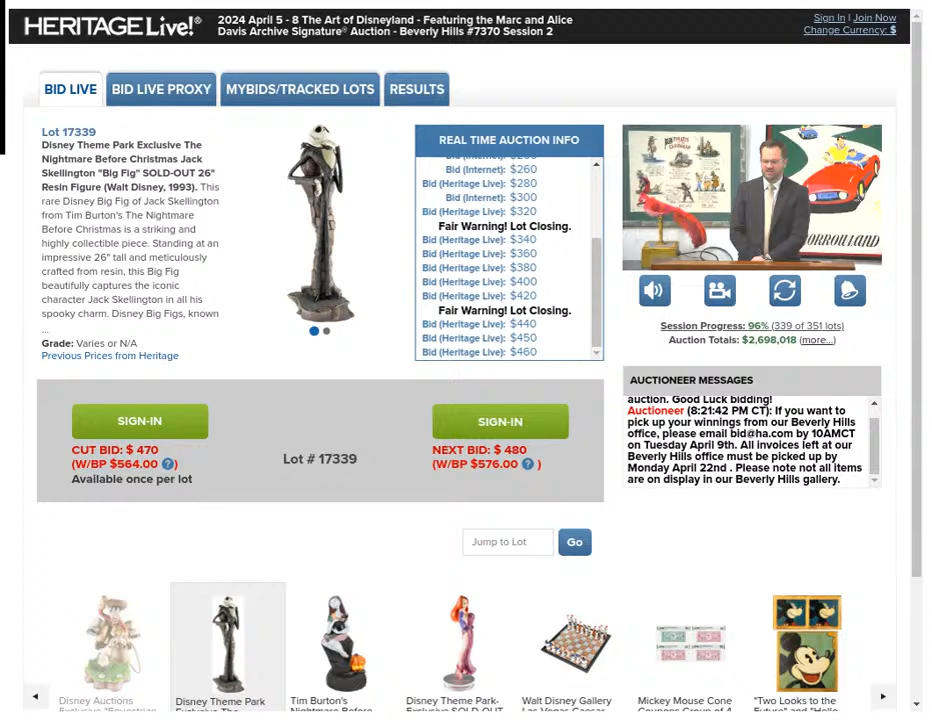 HERITAGE Live!®
2024 April 5 - 8 The Art of Disneyland - Featuring the Marc and Alice
Davis Archive Signature® Auction - Beverly Hills #7370 Session 2
Sign In | Join Now
Change Currency: $
BID LIVE
BID LIVE PROXY
MYBIDS/TRACKED LOTS
RESULTS
Lot 17339
Disney Theme Park Exclusive The
Nightmare Before Christmas Jack
Skellington "Big Fig" SOLD-OUT 26"
Resin Figure (Walt Disney, 1993). This
rare Disney Big Fig of Jack Skellington
from Tim Burton's The Nightmare
Before Christmas is a striking and
highly collectible piece. Standing at an
impressive 26" tall and meticulously
crafted from resin, this Big Fig
beautifully captures the iconic
character Jack Skellington in all his
spooky charm. Disney Big Figs, known
...
Grade: Varies or N/A
Previous Prices from Heritage
REAL TIME AUCTION INFO
Bid (Internet):
Bid (Internet): $260
Bid (Heritage Live): $280
Bid (Internet): $300
Bid (Heritage Live): $320
Fair Warning! Lot Closing.
Bid (Heritage Live): $340
Bid (Heritage Live): $360
Bid (Heritage Live): $380
Bid (Heritage Live): $400
Bid (Heritage Live): $420
Fair Warning! Lot Closing.
Bid (Heritage Live): $440
Bid (Heritage Live): $450
Bid (Heritage Live): $460
Session Progress: 96% (339 of 351 lots)
Auction Totals: $2,698,018 (more...)
AUCTIONEER MESSAGES
auction. Good Luck bidding!
Auctioneer (8:21:42 PM CT): If you want to
pick up your winnings from our Beverly Hills
office, please email bid@ha.com by 10AMCT
on Tuesday April 9th. All invoices left at our
Beverly Hills office must be picked up by
Monday April 22nd . Please note not all items
are on display in our Beverly Hills gallery.
SIGN-IN
CUT BID: $ 470
(W/BP $564.00 ? )
Available once per lot
Lot # 17339
SIGN-IN
NEXT BID: $ 480
(W/BP $576.00 ? )
Jump to Lot
Go
Disney Auctions
Exclusive "Equestrian
Disney Theme Park
Exclusive The
Tim Burton's
Nightmare Before
Disney Theme Park-
Exclusive SOLD-OUT
Walt Disney Gallery
Las Vegas Caesar
Mickey Mouse Cone
Coupons Group of 4
"Two Looks to the
Future" and "Hello